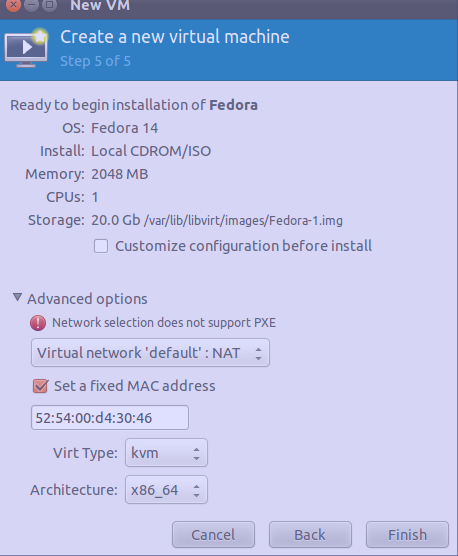 New VM
Create a new virtual machine
Step 5 of 5
Ready to begin installation of Fedora
OS: Fedora 14
Install: Local CDROM/ISO
Memory: 2048 MB
CPUs: 1
Storage: 20.0 Gb /var/lib/libvirt/images/Fedora-1.img
Customize configuration before install
Advanced options
Network selection does not support PXE
Virtual network 'default' : NAT
Set a fixed MAC address
52:54:00:d4:30:46
Virt Type: kvm
Architecture: x86_64
Cancel Back Finish